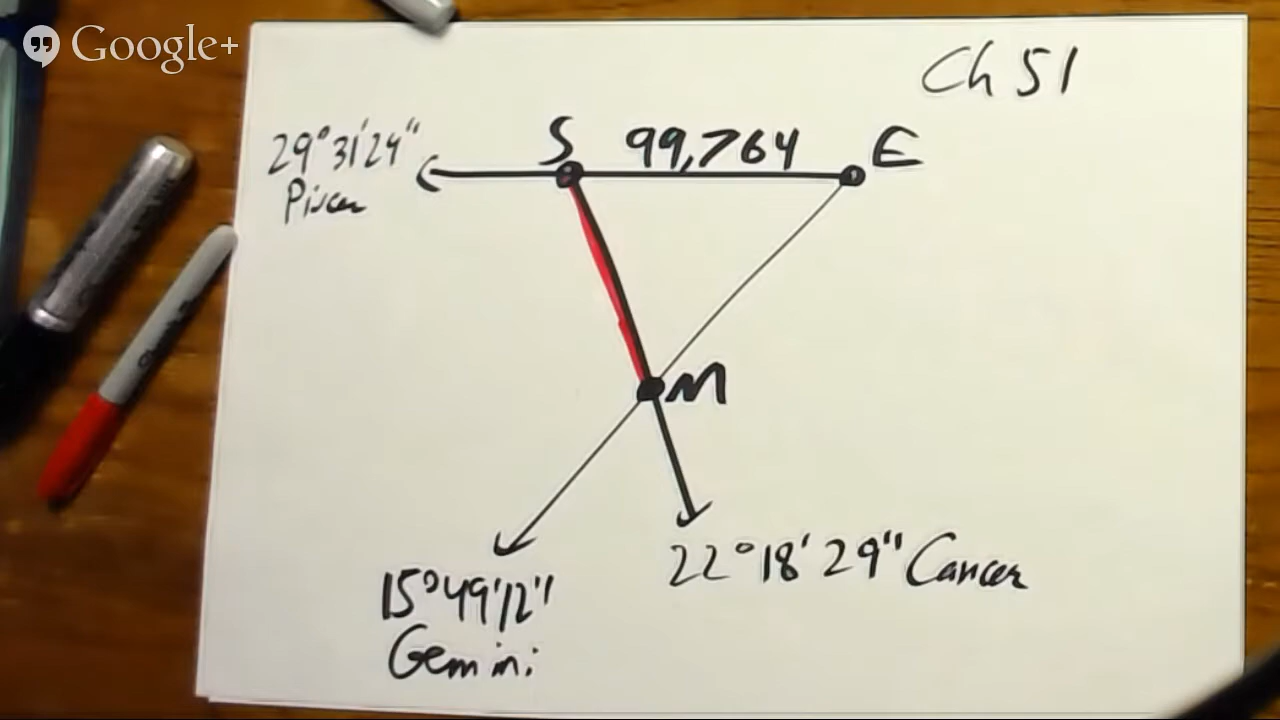 Google+
Ch 51
29°31'24"
Pisces
S 99,764 E
M
22°18'29" Cancer
15°49'12"
Gemini